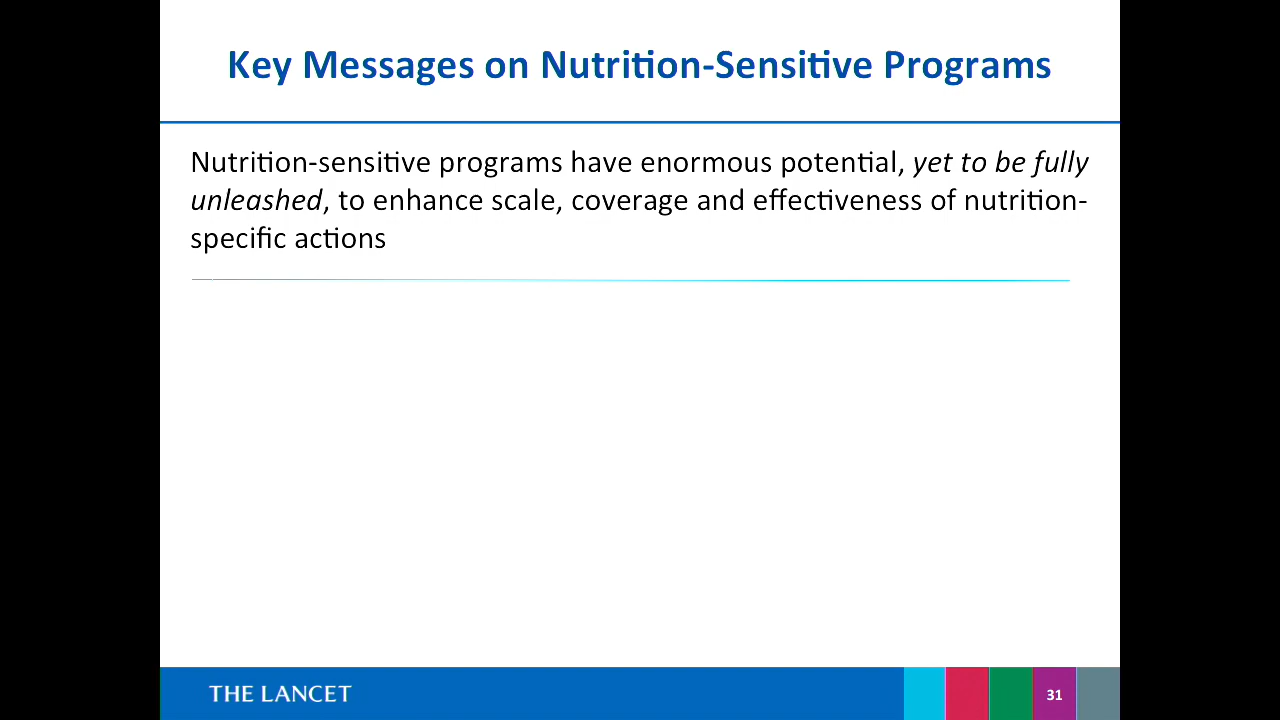 Key Messages on Nutrition-Sensitive Programs
Nutrition-sensitive programs have enormous potential, yet to be fully
unleashed, to enhance scale, coverage and effectiveness of nutrition-
specific actions
THE LANCET
31